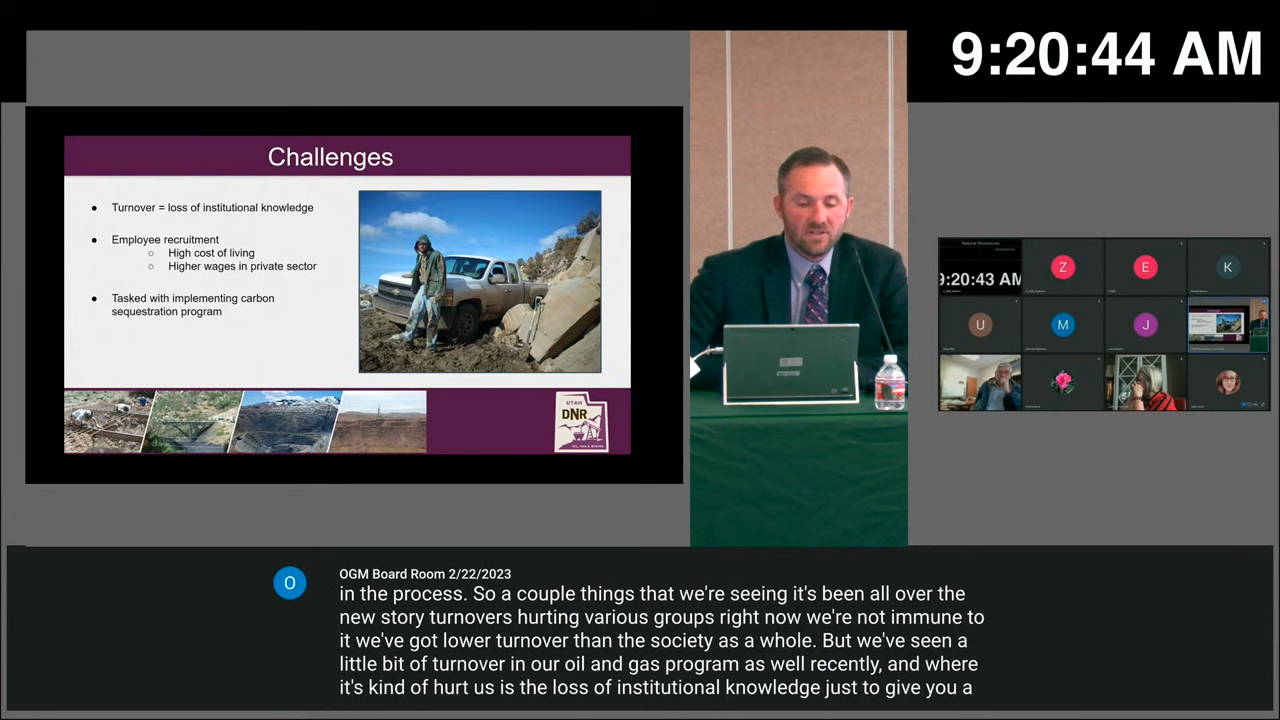 9:20:44 AM
Challenges
● Turnover = loss of institutional knowledge
● Employee recruitment
○ High cost of living
○ Higher wages in private sector
● Tasked with implementing carbon
sequestration program
UTAH
DNR
OIL, GAS & MINING
Natural Resources
9:20:43 AM
Z
E
K
U
M
J
O
OGM Board Room 2/22/2023
in the process. So a couple things that we're seeing it's been all over the
new story turnovers hurting various groups right now we're not immune to
it we've got lower turnover than the society as a whole. But we've seen a
little bit of turnover in our oil and gas program as well recently, and where
it's kind of hurt us is the loss of institutional knowledge just to give you a